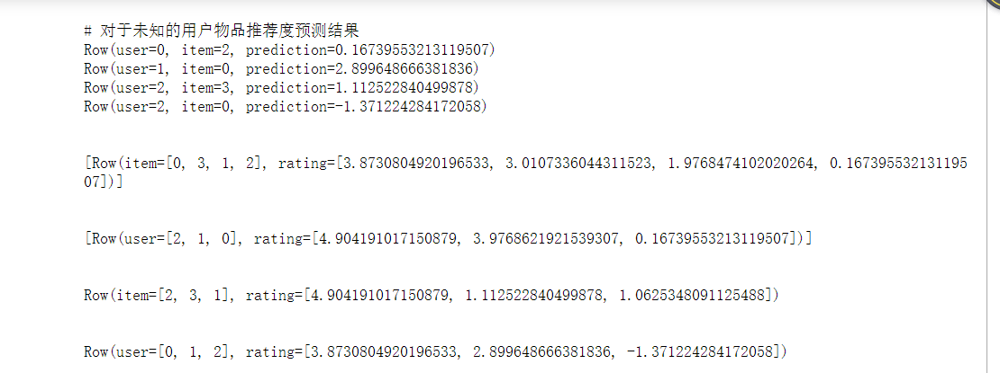 # 对于未知的用户物品推荐度预测结果
Row(user=0, item=2, prediction=0.16739553213119507)
Row(user=1, item=0, prediction=2.899648666381836)
Row(user=2, item=3, prediction=1.112522840499878)
Row(user=2, item=0, prediction=-1.371224284172058)
[Row(item=[0, 3, 1, 2], rating=[3.8730804920196533, 3.0107336044311523, 1.9768474102020264, 0.167395532131195
07])]
[Row(user=[2, 1, 0], rating=[4.904191017150879, 3.9768621921539307, 0.16739553213119507])]
Row(item=[2, 3, 1], rating=[4.904191017150879, 1.112522840499878, 1.0625348091125488])
Row(user=[0, 1, 2], rating=[3.8730804920196533, 2.899648666381836, -1.371224284172058])